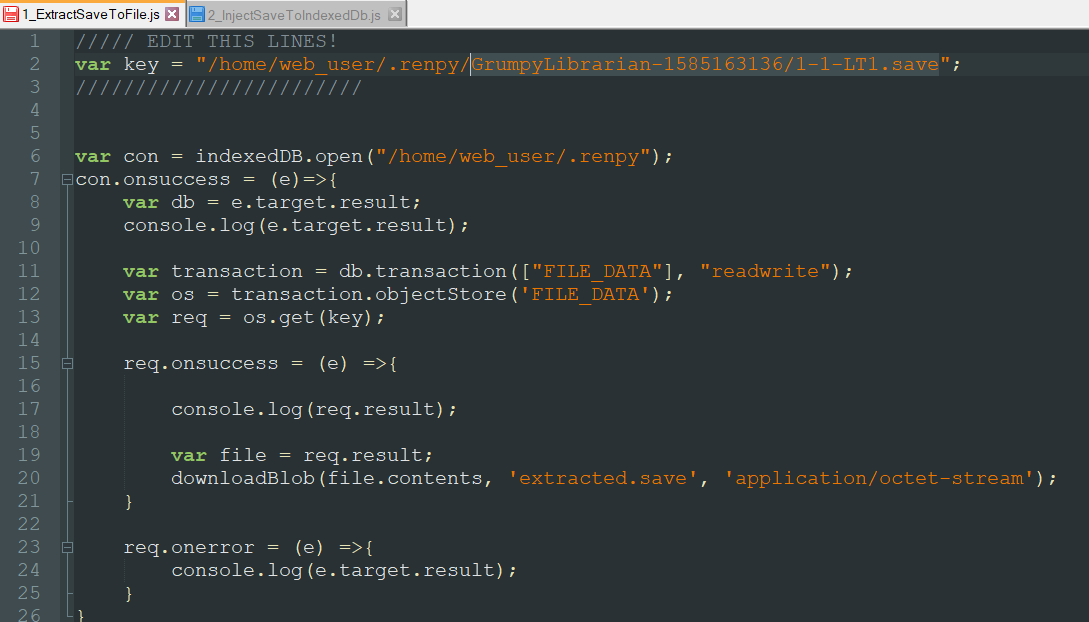 1_ExtractSaveToFile.js 2_InjectSaveToIndexedDb.js
1 ///// EDIT THIS LINES!
2 var key = "/home/web_user/.renpy/GrumpyLibrarian-1585163136/1-1-LT1.save";
3 ////////////////////////
4
5
6 var con = indexedDB.open("/home/web_user/.renpy");
7 con.onsuccess = (e)=>{
8     var db = e.target.result;
9     console.log(e.target.result);
10
11     var transaction = db.transaction(["FILE_DATA"], "readwrite");
12     var os = transaction.objectStore('FILE_DATA');
13     var req = os.get(key);
14
15     req.onsuccess = (e) =>{
16
17         console.log(req.result);
18
19         var file = req.result;
20         downloadBlob(file.contents, 'extracted.save', 'application/octet-stream');
21     }
22
23     req.onerror = (e) =>{
24         console.log(e.target.result);
25     }
26 }